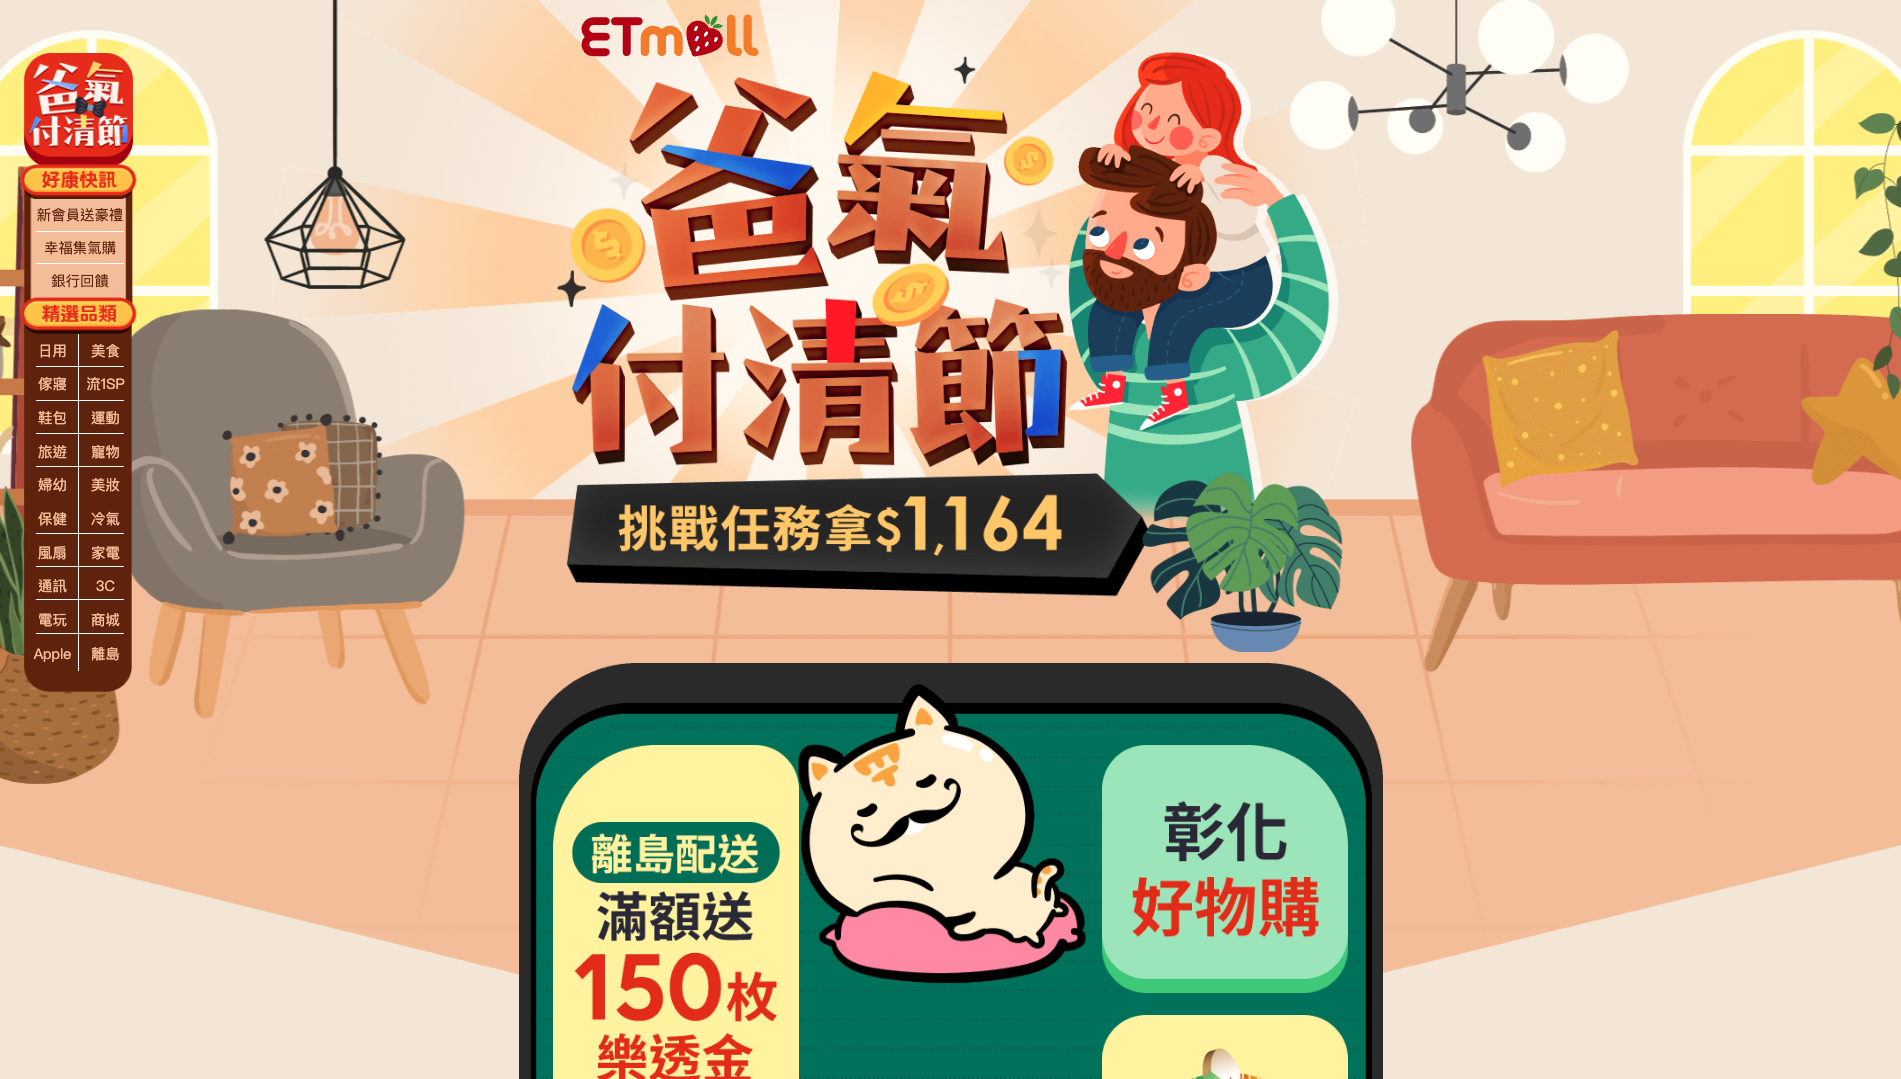 ETmall
爸氣
付清節
挑戰任務拿$1,164
爸氣
付清節
好康快訊
新會員送豪禮
幸福集氣購
銀行回饋
精選品類
日用 美食
傢寢 流1SP
鞋包 運動
旅遊 寵物
婦幼 美妝
保健 冷氣
風扇 家電
通訊 3C
電玩 商城
Apple 離島
離島配送
滿額送
150枚
樂透金
彰化
好物購